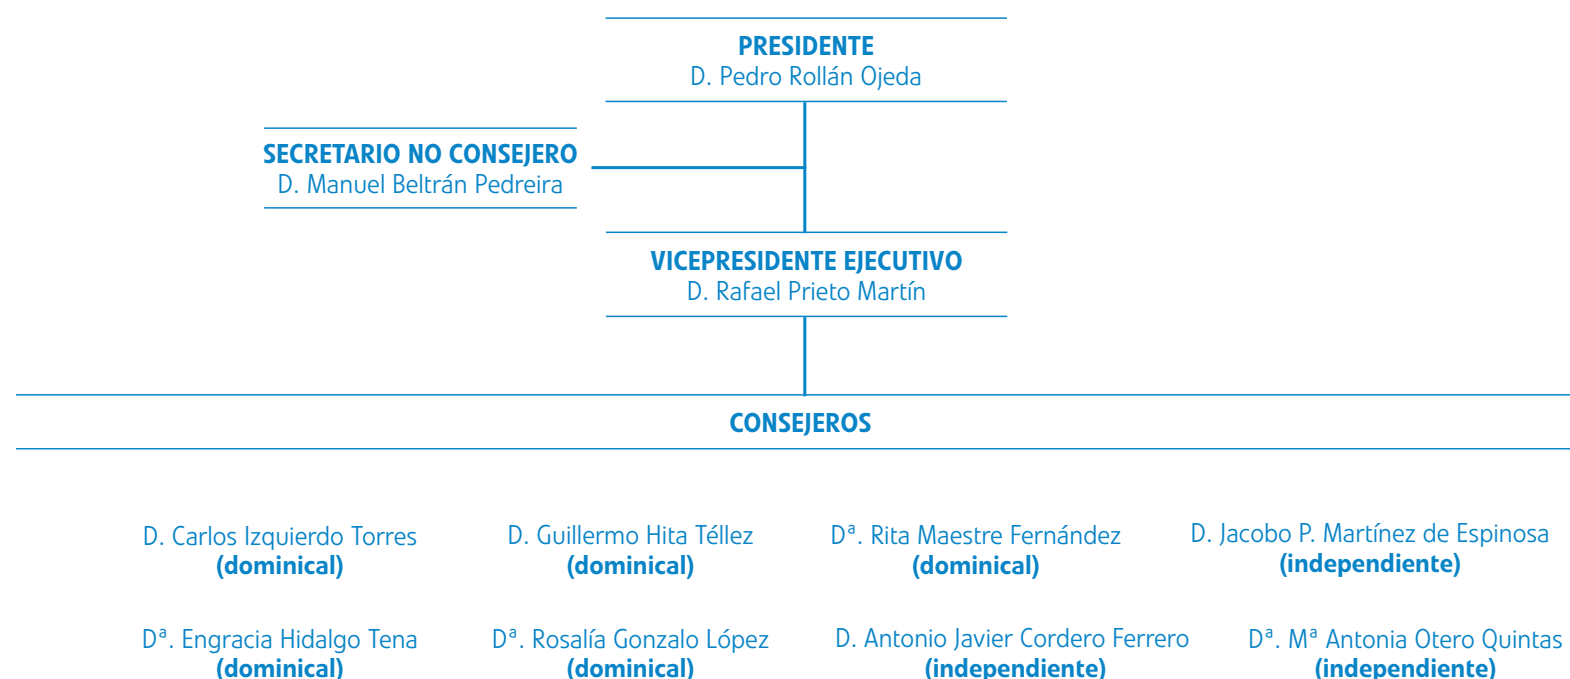 PRESIDENTE
D. Pedro Rollán Ojeda
SECRETARIO NO CONSEJERO
D. Manuel Beltrán Pedreira
VICEPRESIDENTE EJECUTIVO
D. Rafael Prieto Martín
CONSEJEROS
D. Carlos Izquierdo Torres
(dominical)
D. Guillermo Hita Téllez
(dominical)
Dª. Rita Maestre Fernández
(dominical)
D. Jacobo P. Martínez de Espinosa
(independiente)
Dª. Engracia Hidalgo Tena
(dominical)
Dª. Rosalía Gonzalo López
(dominical)
D. Antonio Javier Cordero Ferrero
(independiente)
Dª. Mª Antonia Otero Quintas
(independiente)